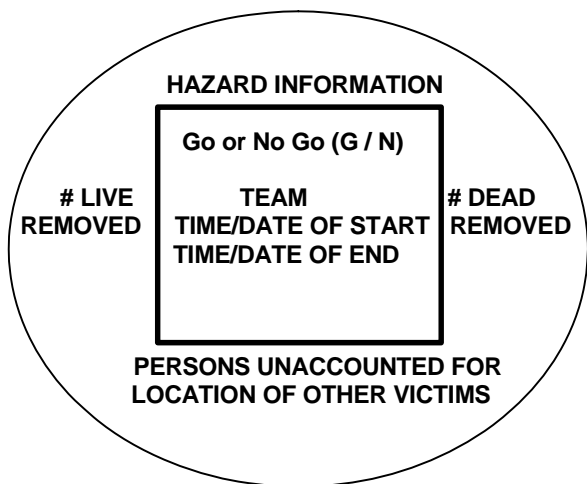 HAZARD INFORMATION
Go or No Go (G / N)
# LIVE
REMOVED
TEAM
TIME/DATE OF START
TIME/DATE OF END
# DEAD
REMOVED
PERSONS UNACCOUNTED FOR
LOCATION OF OTHER VICTIMS